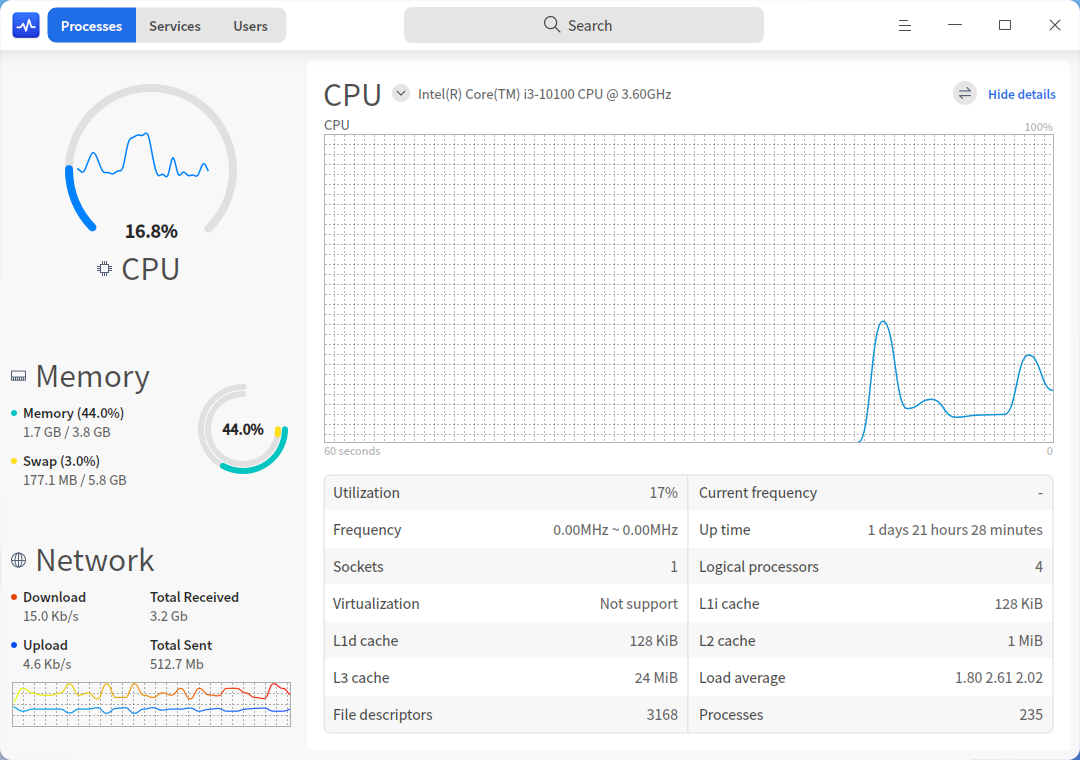 Processes Services Users Search
16.8%
CPU
Memory
Memory (44.0%)
1.7 GB / 3.8 GB
44.0%
Swap (3.0%)
177.1 MB / 5.8 GB
Network
Download Total Received
15.0 Kb/s 3.2 Gb
Upload Total Sent
4.6 Kb/s 512.7 Mb
CPU Intel(R) Core(TM) i3-10100 CPU @ 3.60GHz Hide details
CPU 100%
60 seconds 0
Utilization 17% Current frequency -
Frequency 0.00MHz ~ 0.00MHz Up time 1 days 21 hours 28 minutes
Sockets 1 Logical processors 4
Virtualization Not support L1i cache 128 KiB
L1d cache 128 KiB L2 cache 1 MiB
L3 cache 24 MiB Load average 1.80 2.61 2.02
File descriptors 3168 Processes 235